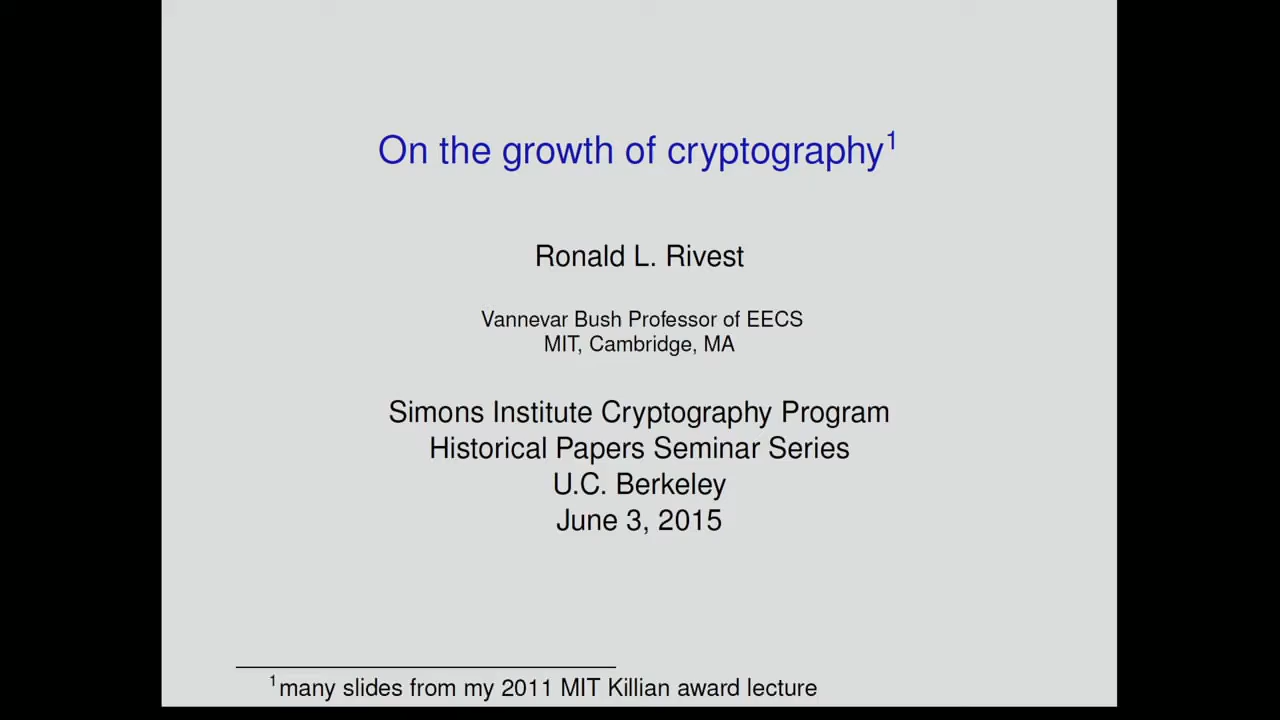 On the growth of cryptography¹
Ronald L. Rivest
Vannevar Bush Professor of EECS
MIT, Cambridge, MA
Simons Institute Cryptography Program
Historical Papers Seminar Series
U.C. Berkeley
June 3, 2015
¹many slides from my 2011 MIT Killian award lecture